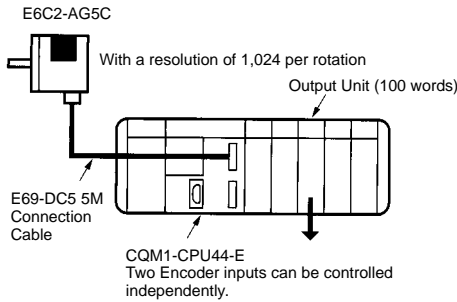 E6C2-AG5C
With a resolution of 1,024 per rotation
Output Unit (100 words)
E69-DC5 5M
Connection
Cable
CQM1-CPU44-E
Two Encoder inputs can be controlled
independently.